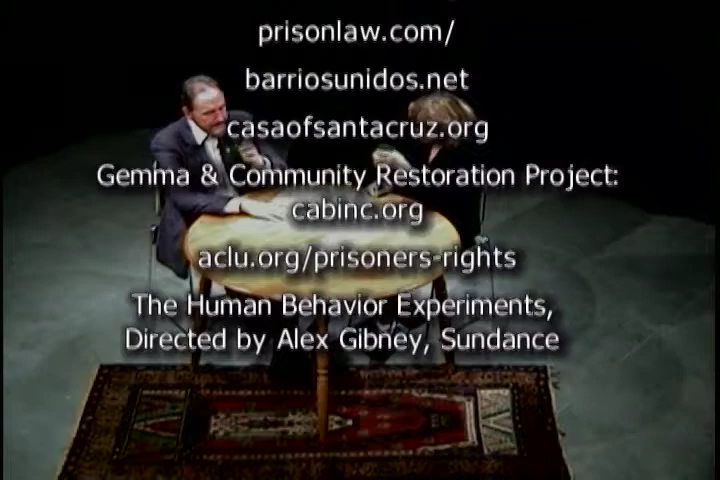 prisonlaw.com/
barriosunidos.net
casaofsantacruz.org
Gemma & Community Restoration Project:
cabinc.org
aclu.org/prisoners-rights
The Human Behavior Experiments,
Directed by Alex Gibney, Sundance